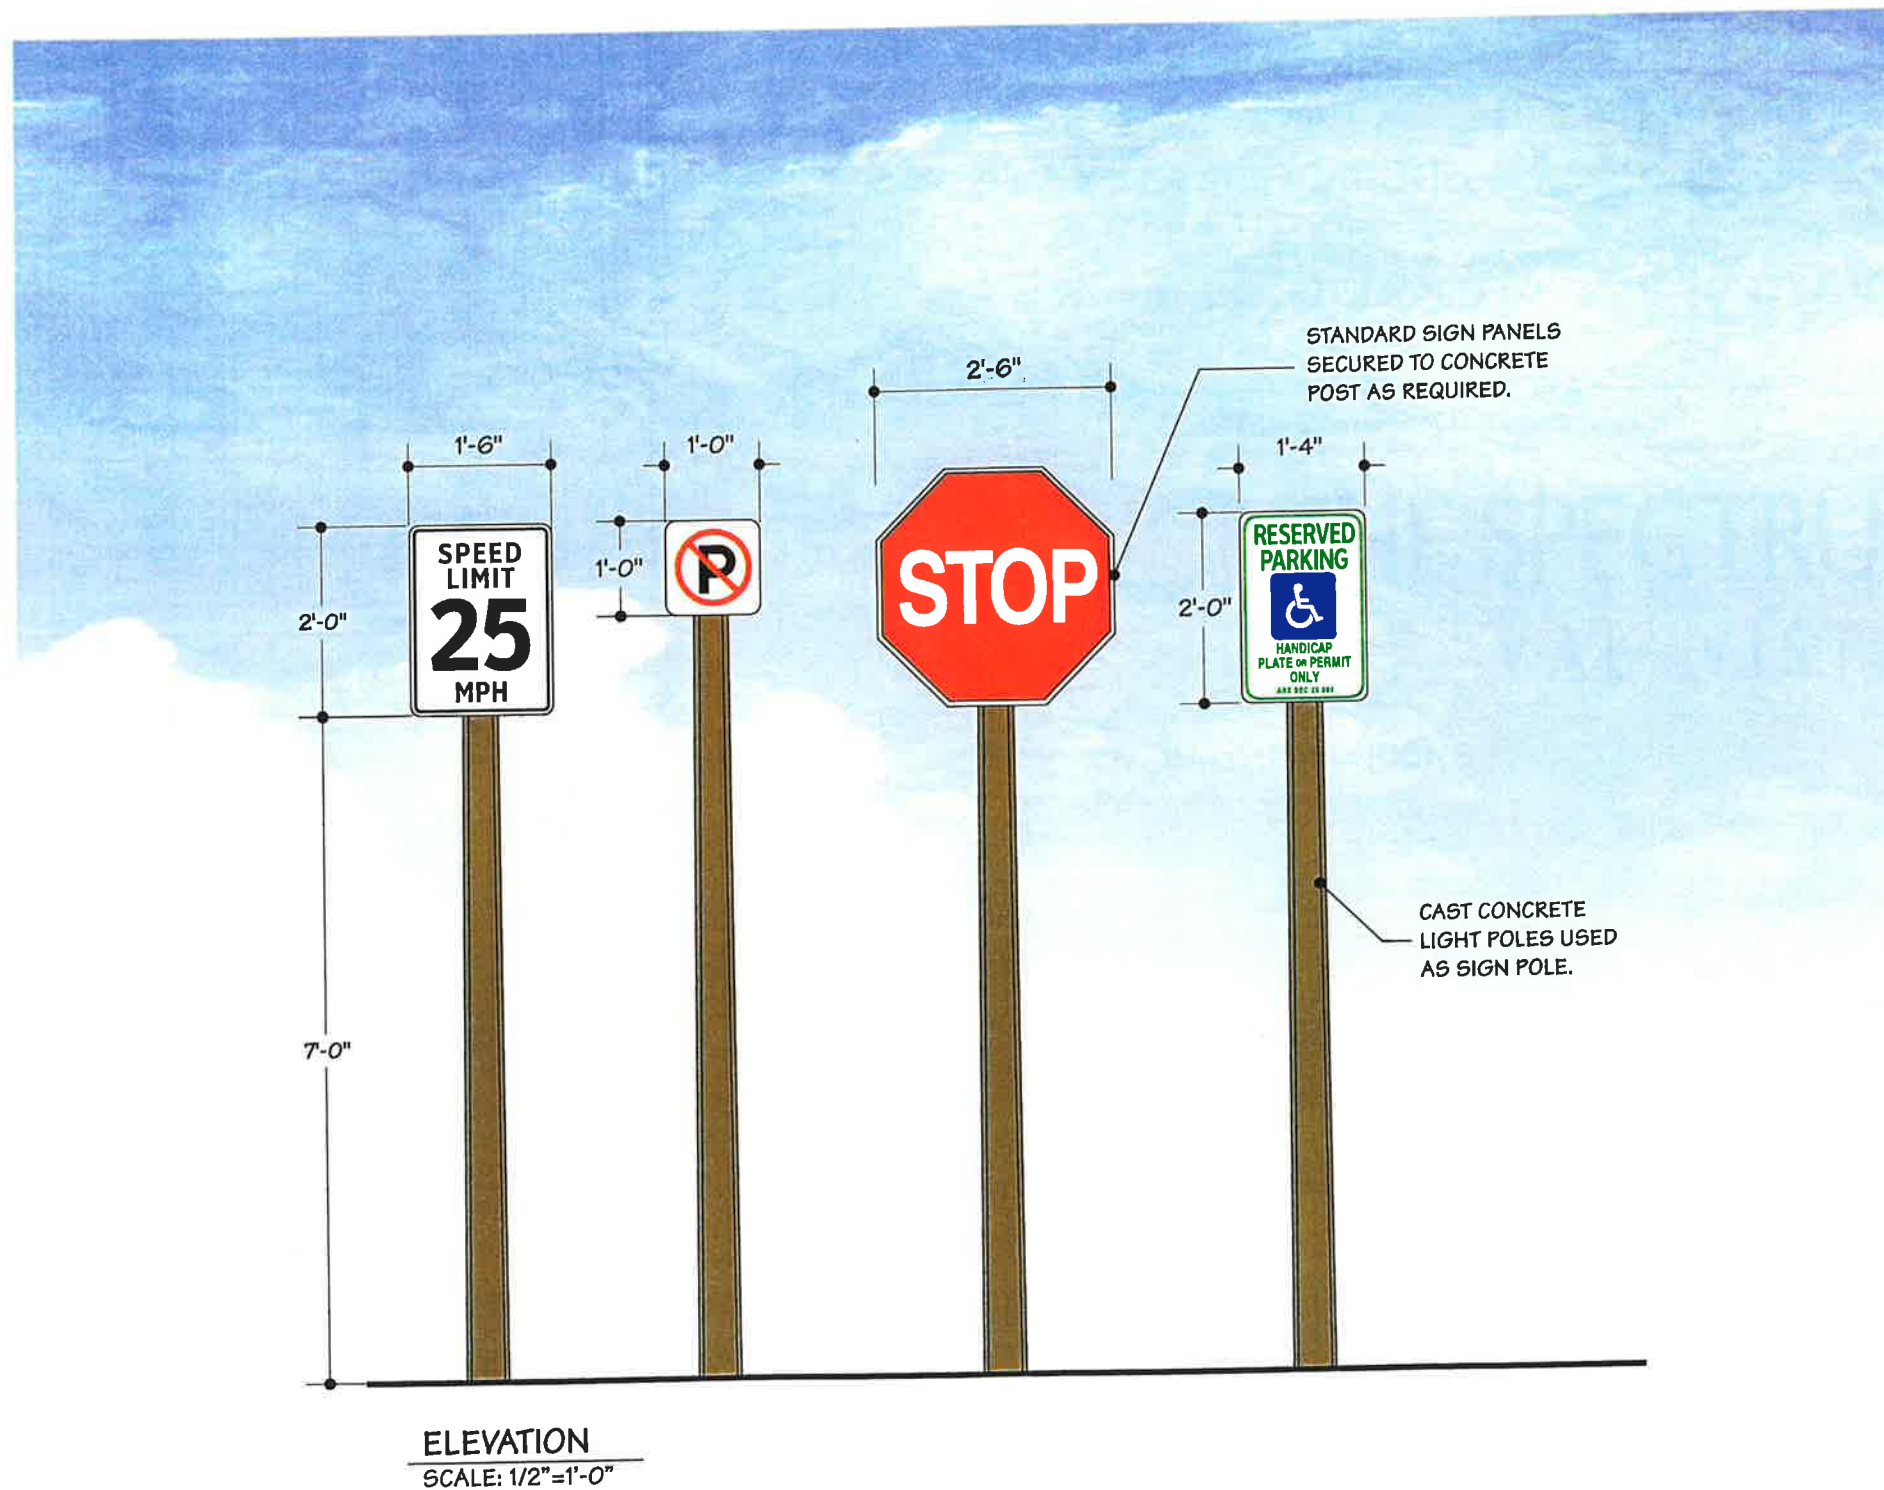 STANDARD SIGN PANELS
SECURED TO CONCRETE
POST AS REQUIRED.
2'-6"
1'-6"
1'-0"
1'-4"
SPEED
LIMIT
25
MPH
2'-0"
P
1'-0"
STOP
RESERVED
PARKING
HANDICAP
PLATE OR PERMIT
ONLY
2'-0"
CAST CONCRETE
LIGHT POLES USED
AS SIGN POLE.
7'-0"
ELEVATION
SCALE: 1/2"=1'-0"